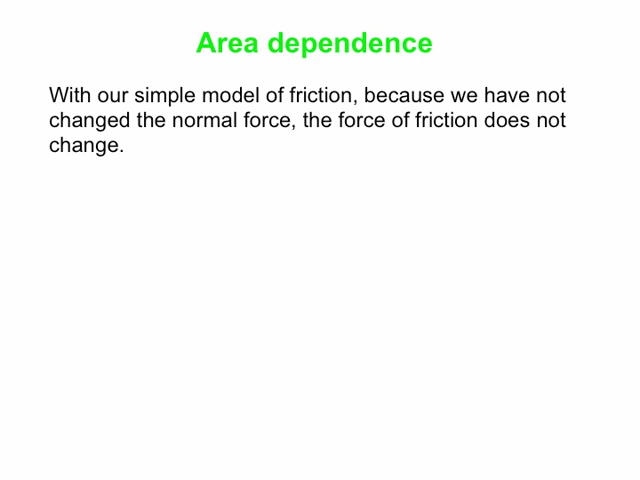 Area dependence
With our simple model of friction, because we have not
changed the normal force, the force of friction does not
change.